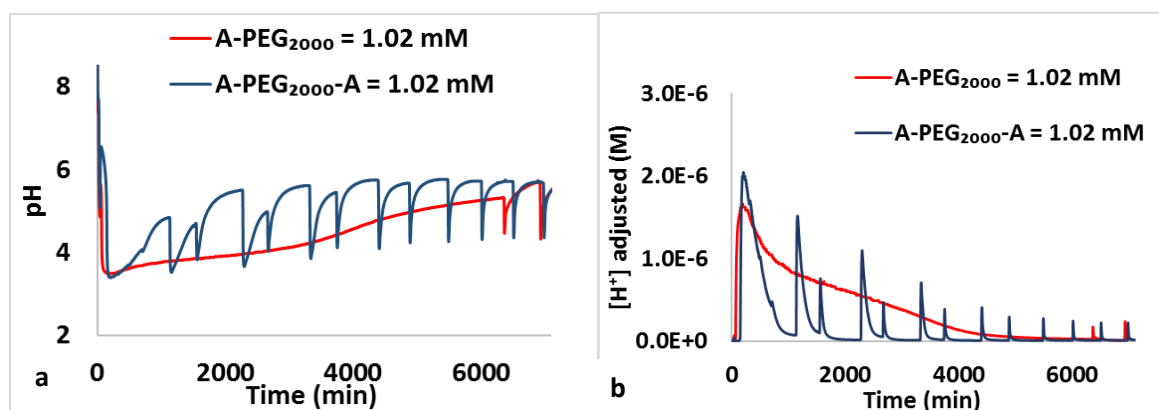 A-PEG₂₀₀₀ = 1.02 mM
A-PEG₂₀₀₀-A = 1.02 mM
8
6
4
2
pH
0
2000
4000
6000
Time (min)
a
A-PEG₂₀₀₀ = 1.02 mM
A-PEG₂₀₀₀-A = 1.02 mM
3.0E-6
2.0E-6
1.0E-6
0.0E+0
[H⁺] adjusted (M)
0
2000
4000
6000
Time (min)
b